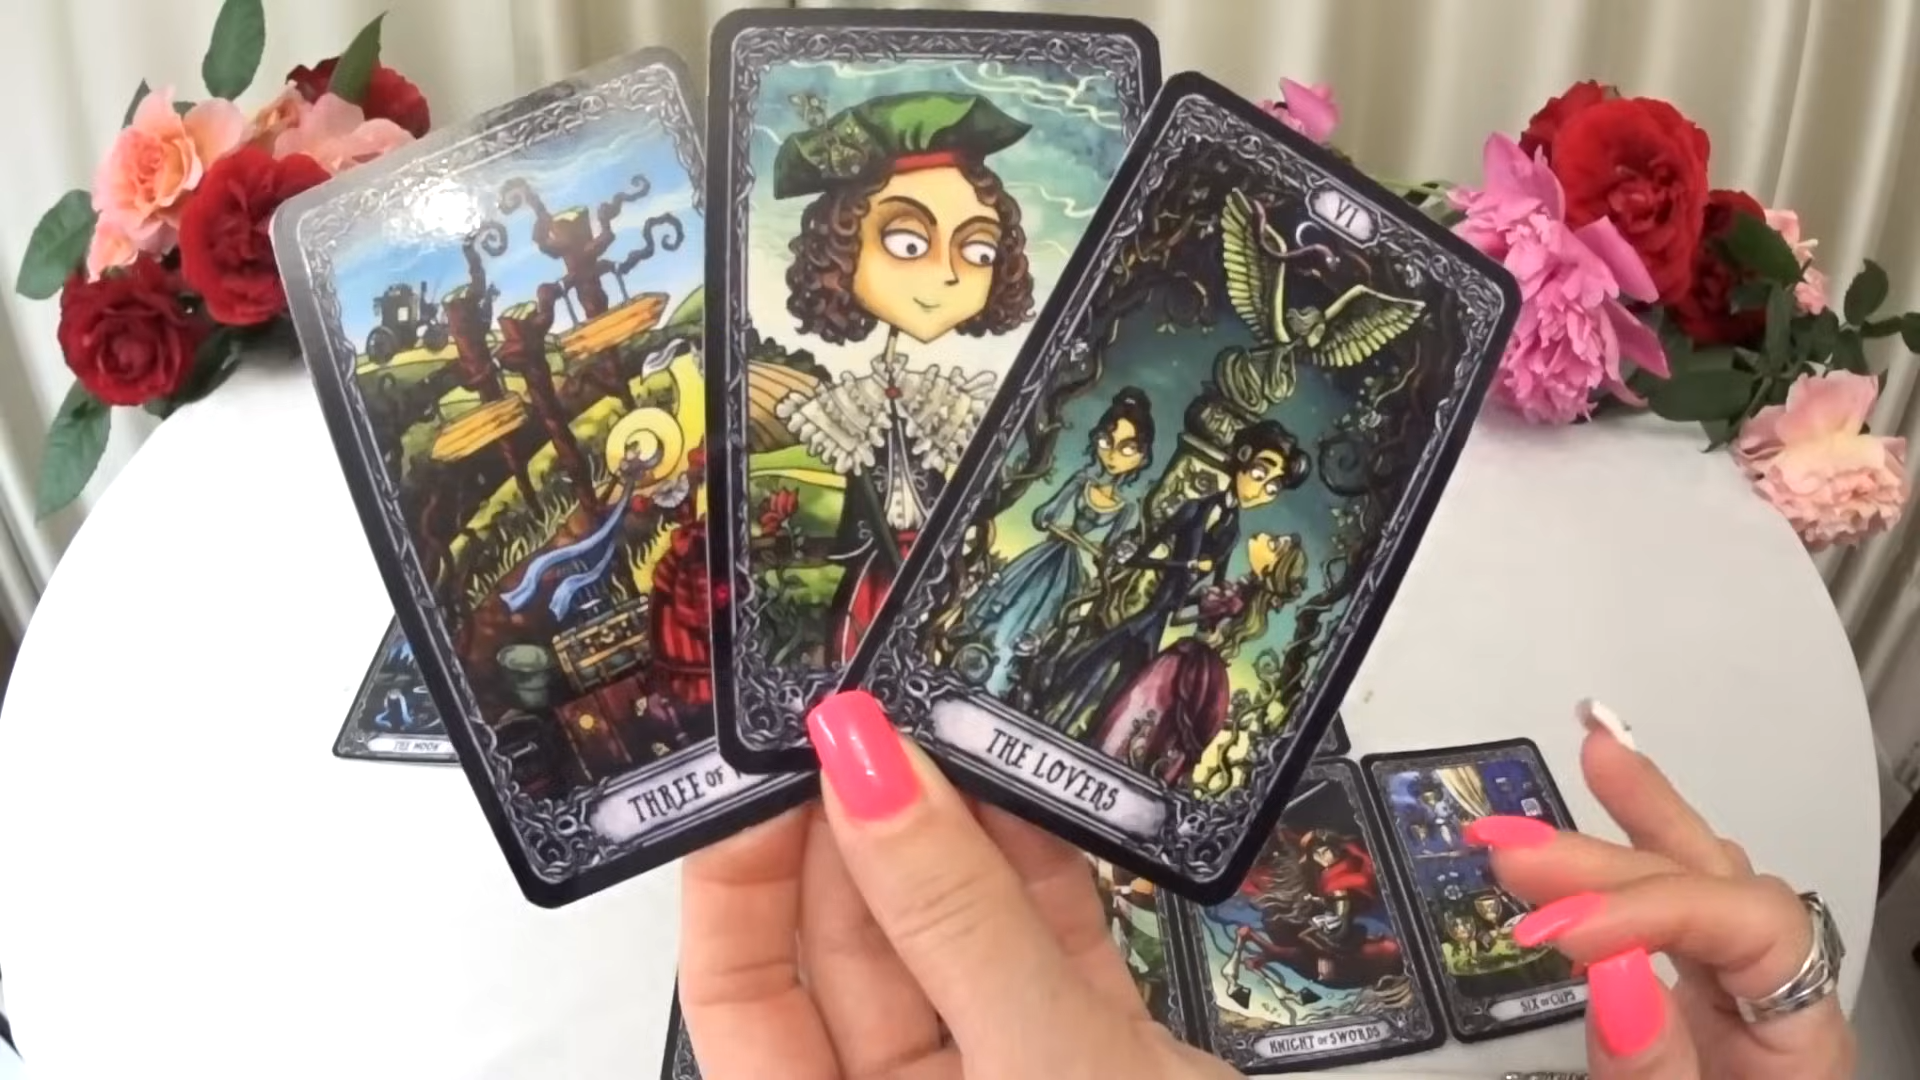 VI
THREE OF
THE LOVERS
THE MOON
KNIGHT OF SWORDS
SIX OF CUPS